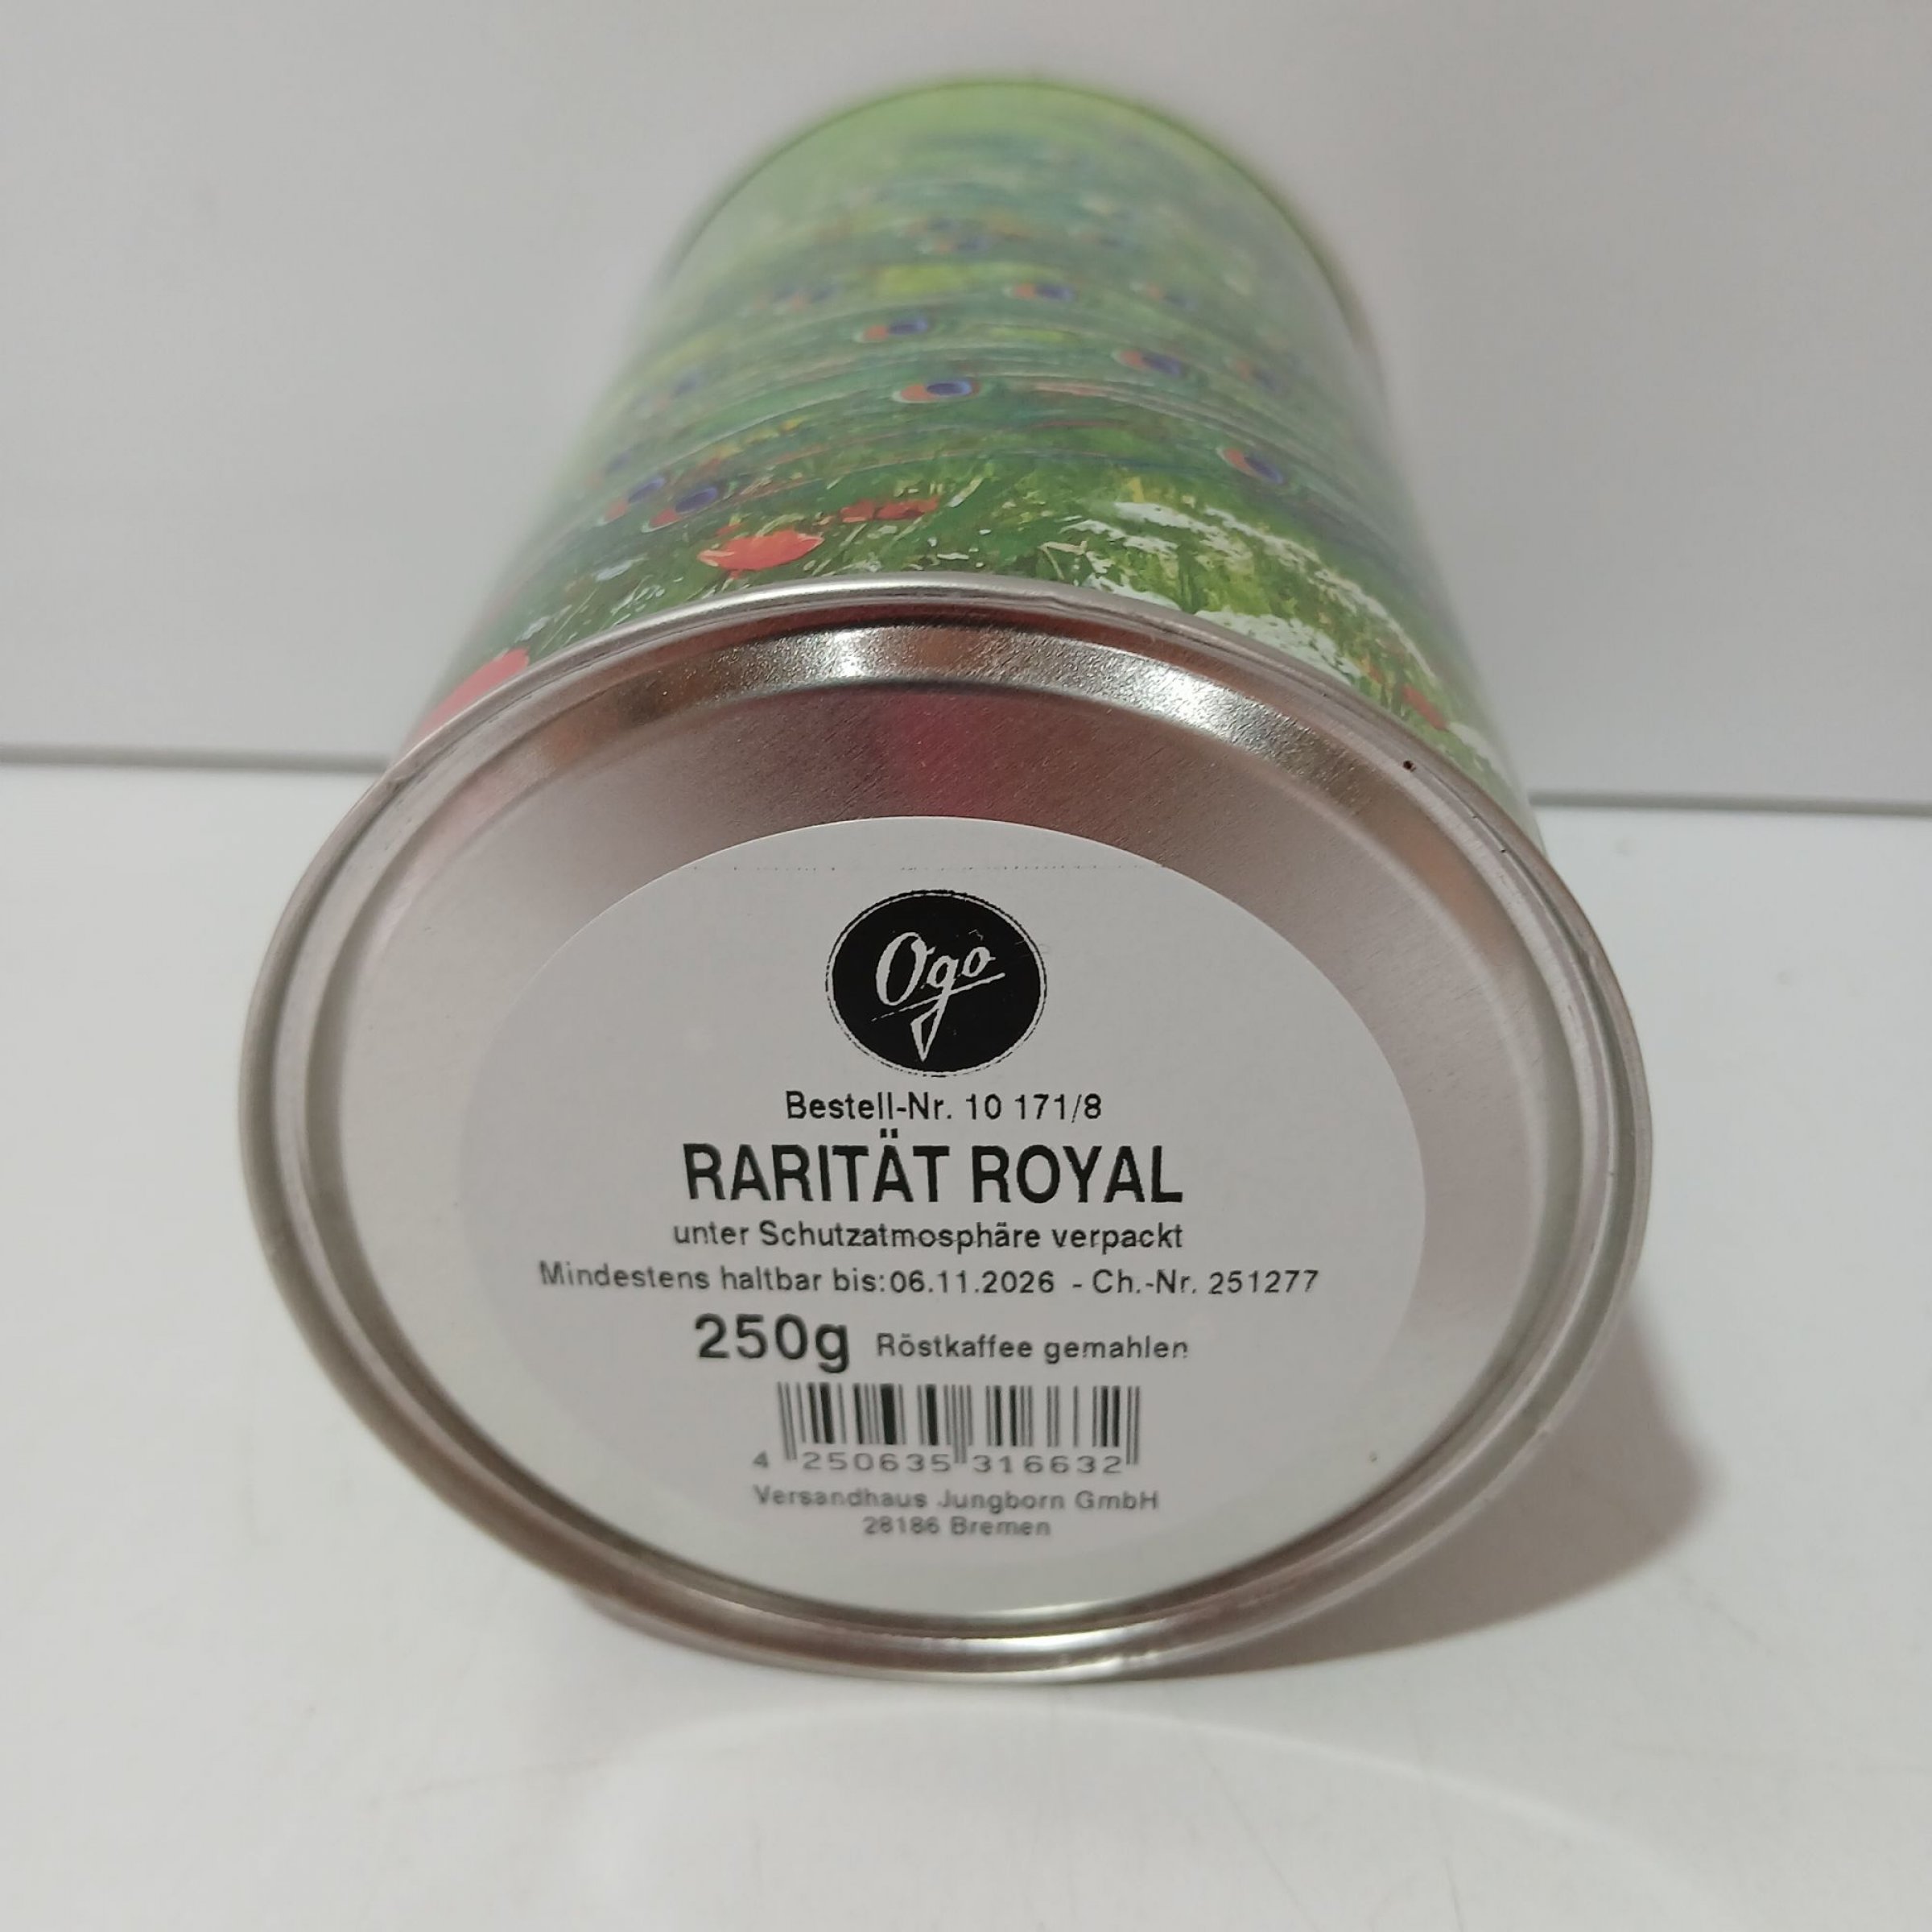 Ogo
Bestell-Nr. 10 171/8
RARITÄT ROYAL
unter Schutzatmosphäre verpackt
Mindestens haltbar bis:06.11.2026 - Ch.-Nr. 251277
250g Röstkaffee gemahlen
4 250635 316632
Versandhaus Jungborn GmbH
28186 Bremen